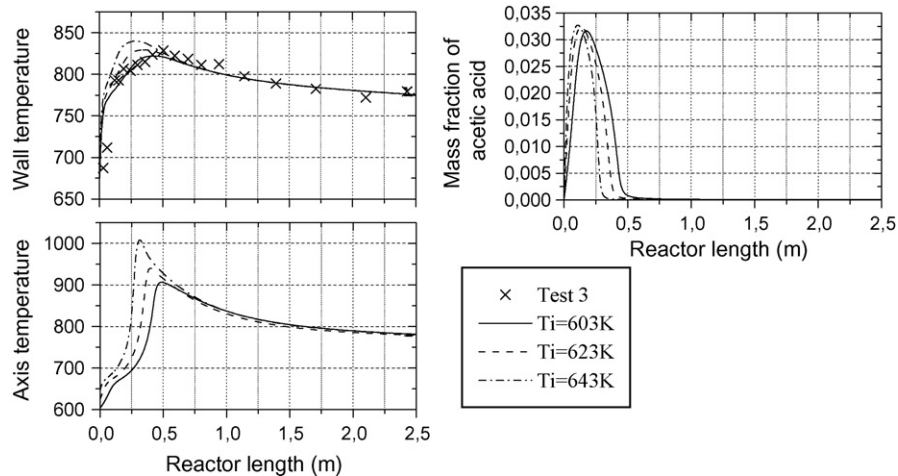 Wall temperature
850
800
750
700
650
Axis temperature
1000
900
800
700
600
0,0 0,5 1,0 1,5 2,0 2,5
Reactor length (m)
Mass fraction of
acetic acid
0,035
0,030
0,025
0,020
0,015
0,010
0,005
0,000
0,0 0,5 1,0 1,5 2,0 2,5
Reactor length (m)
Test 3
Ti=603K
Ti=623K
Ti=643K